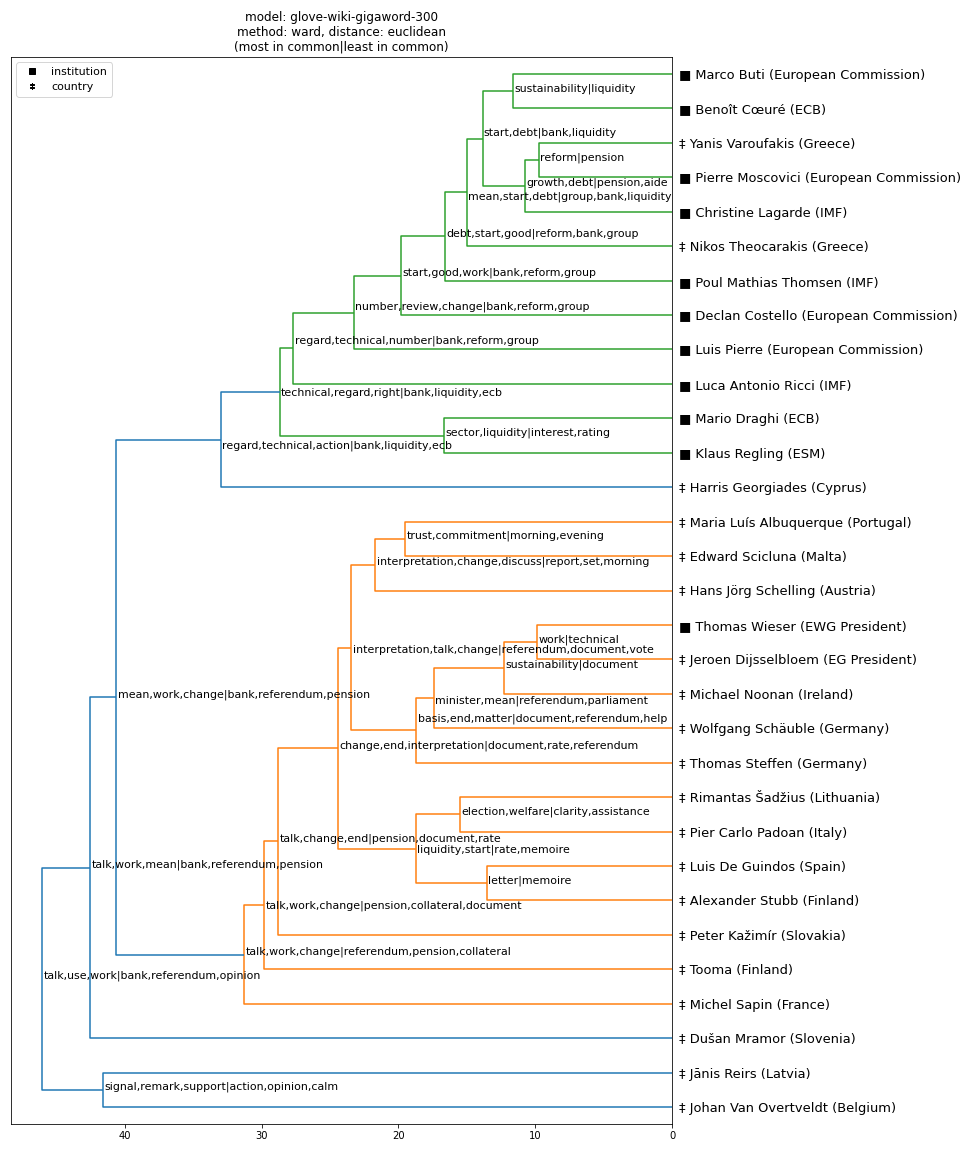 model: glove-wiki-gigaword-300
method: ward, distance: euclidean
(most in common|least in common)
■ institution
‡ country
■ Marco Buti (European Commission)
sustainability|liquidity
■ Benoît Cœuré (ECB)
start,debt|bank,liquidity
‡ Yanis Varoufakis (Greece)
reform|pension
■ Pierre Moscovici (European Commission)
growth,debt|pension,aide
mean,start,debt|group,bank,liquidity
■ Christine Lagarde (IMF)
debt,start,good|reform,bank,group
‡ Nikos Theocarakis (Greece)
start,good,work|bank,reform,group
■ Poul Mathias Thomsen (IMF)
number,review,change|bank,reform,group
■ Declan Costello (European Commission)
regard,technical,number|bank,reform,group
■ Luis Pierre (European Commission)
■ Luca Antonio Ricci (IMF)
technical,regard,right|bank,liquidity,ecb
■ Mario Draghi (ECB)
sector,liquidity|interest,rating
regard,technical,action|bank,liquidity,ecb
■ Klaus Regling (ESM)
‡ Harris Georgiades (Cyprus)
‡ Maria Luís Albuquerque (Portugal)
trust,commitment|morning,evening
‡ Edward Scicluna (Malta)
interpretation,change,discuss|report,set,morning
‡ Hans Jörg Schelling (Austria)
■ Thomas Wieser (EWG President)
work|technical
interpretation,talk,change|referendum,document,vote
‡ Jeroen Dijsselbloem (EG President)
sustainability|document
‡ Michael Noonan (Ireland)
mean,work,change|bank,referendum,pension
minister,mean|referendum,parliament
basis,end,matter|document,referendum,help
‡ Wolfgang Schäuble (Germany)
change,end,interpretation|document,rate,referendum
‡ Thomas Steffen (Germany)
‡ Rimantas Šadžius (Lithuania)
election,welfare|clarity,assistance
‡ Pier Carlo Padoan (Italy)
talk,change,end|pension,document,rate
liquidity,start|rate,memoire
talk,work,mean|bank,referendum,pension
‡ Luis De Guindos (Spain)
letter|memoire
‡ Alexander Stubb (Finland)
talk,work,change|pension,collateral,document
‡ Peter Kažimír (Slovakia)
talk,work,change|referendum,pension,collateral
‡ Tooma (Finland)
talk,use,work|bank,referendum,opinion
‡ Michel Sapin (France)
‡ Dušan Mramor (Slovenia)
‡ Jānis Reirs (Latvia)
signal,remark,support|action,opinion,calm
‡ Johan Van Overtveldt (Belgium)
40 30 20 10 0